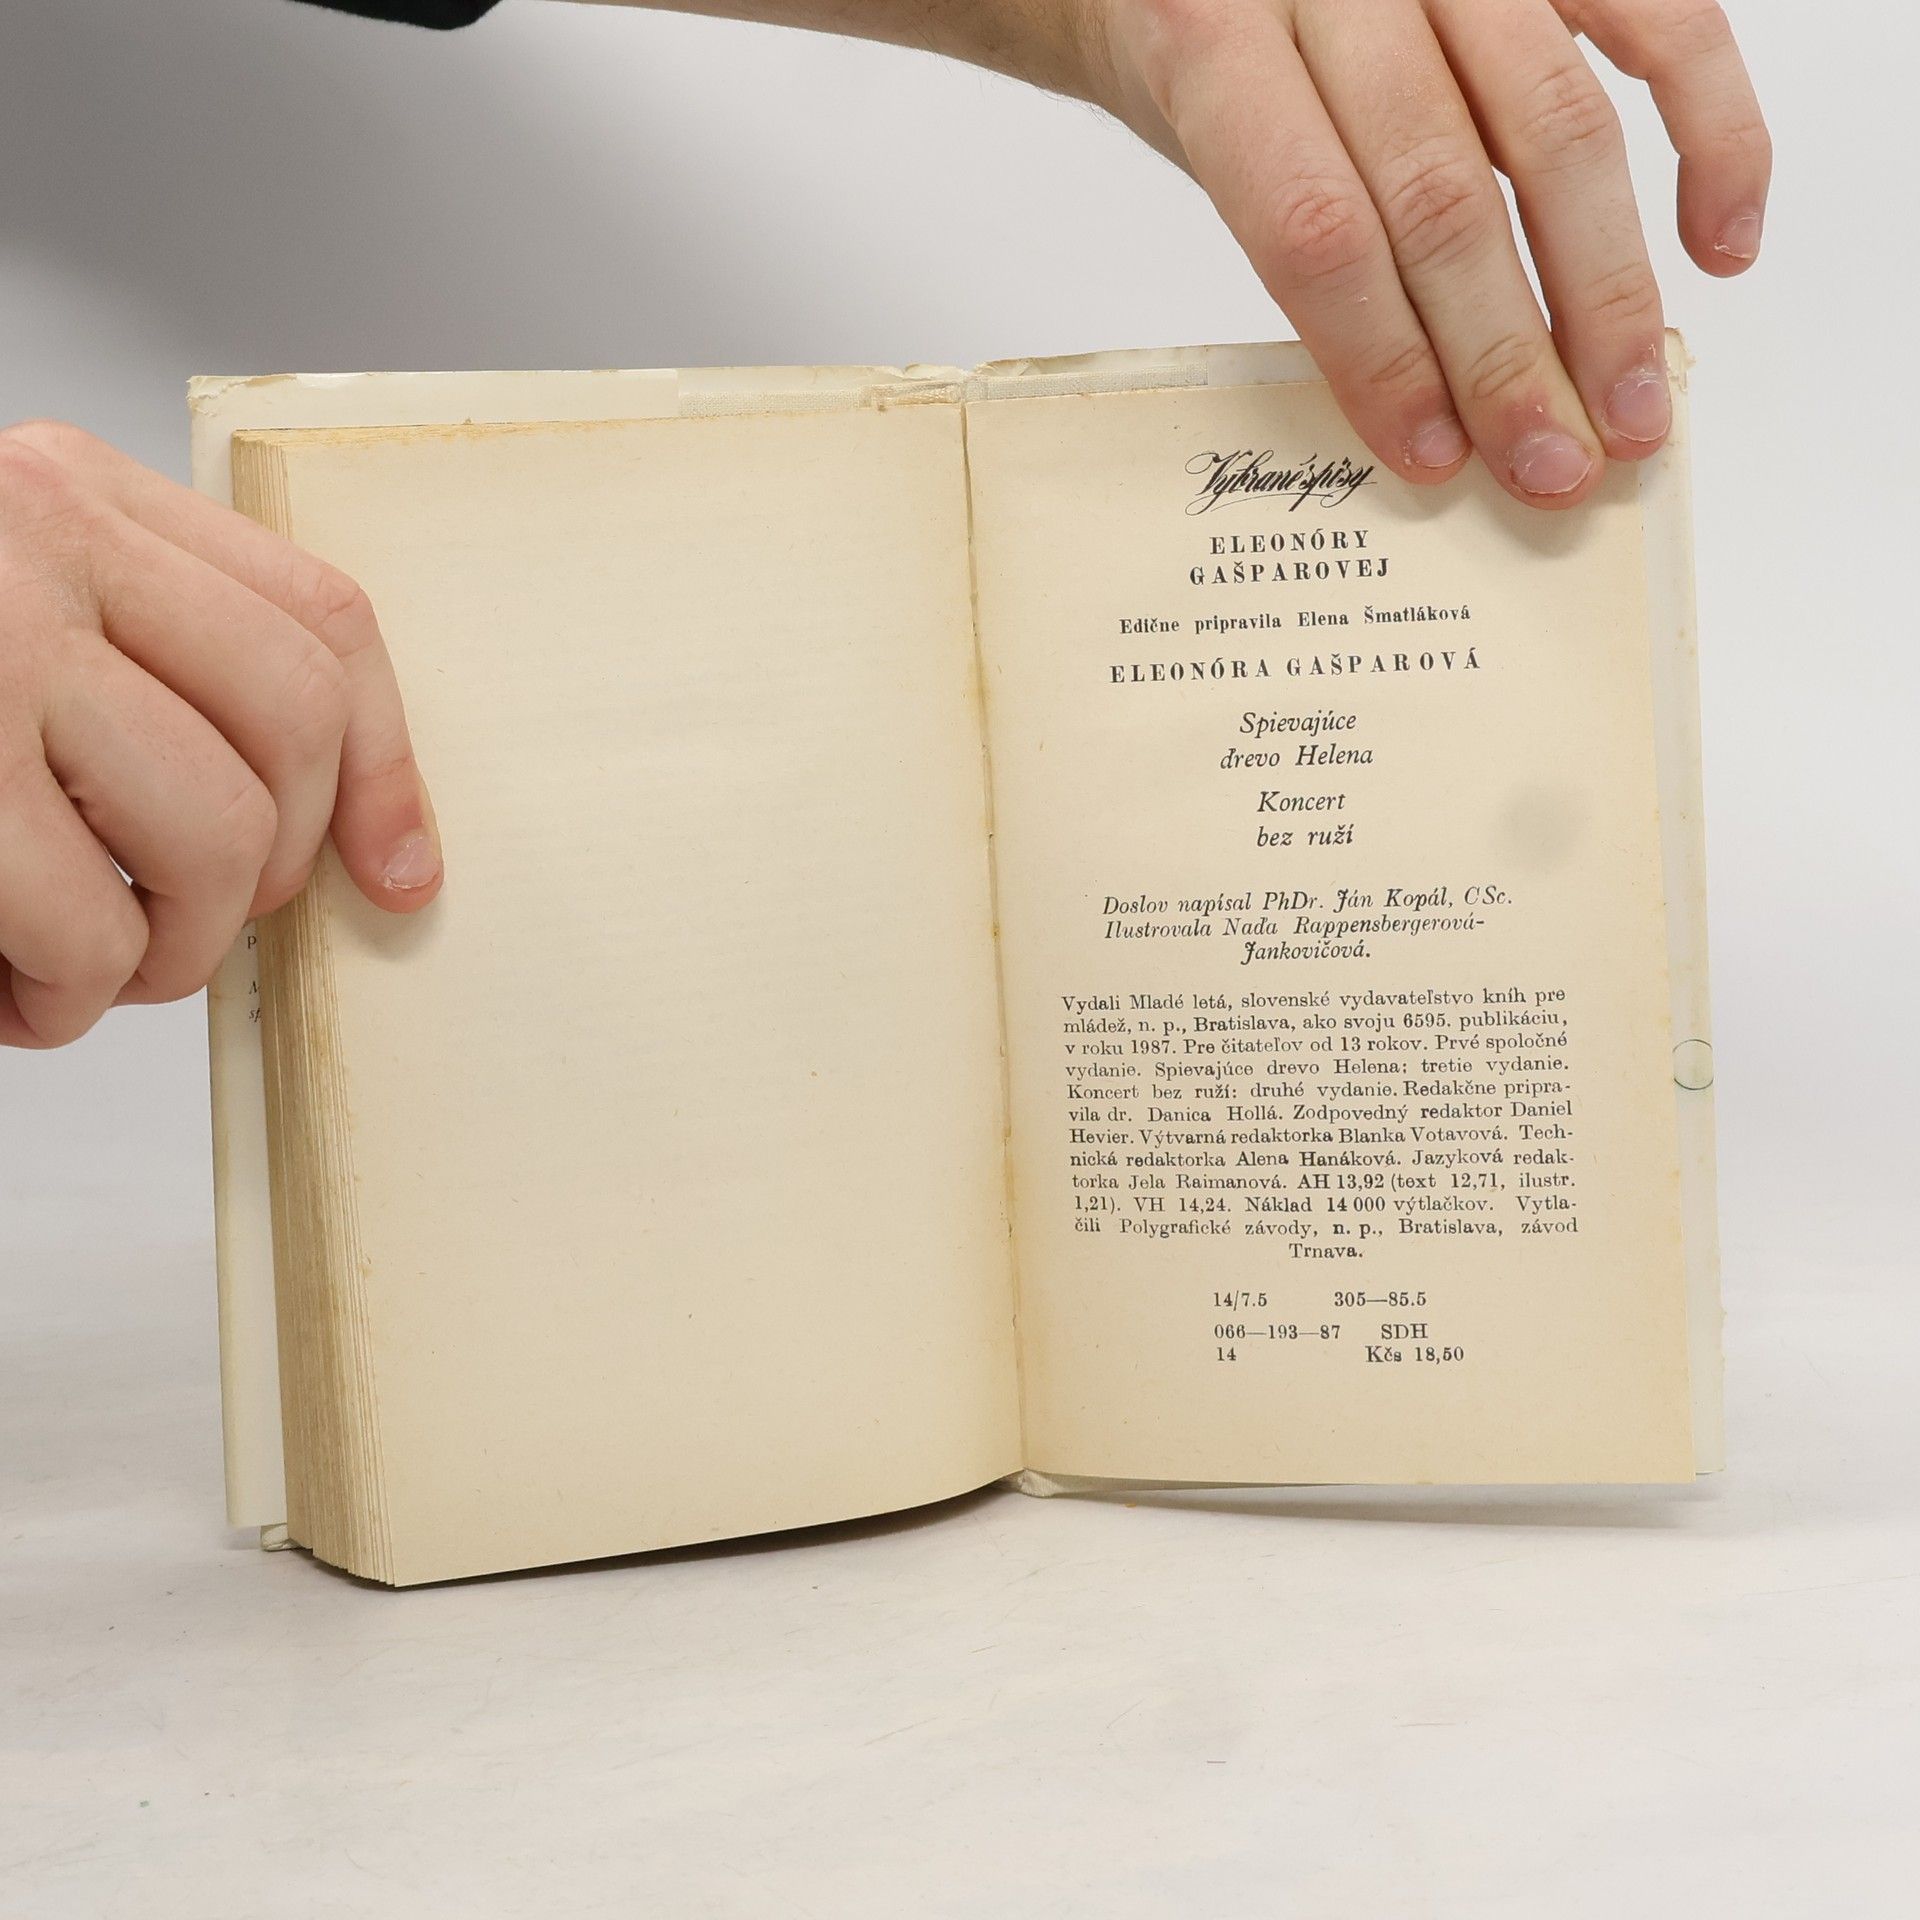 Vybrané spisy
ELEONÓRY
GAŠPAROVEJ
Edične pripravila Elena Šmatláková
ELEONÓRA GAŠPAROVÁ
Spievajúce
drevo Helena
Koncert
bez ruží
Doslov napísal PhDr. Ján Kopál, CSc.
Ilustrovala Naďa Rappensbergerová-
Jankovičová.
Vydali Mladé letá, slovenské vydavateľstvo kníh pre
mládež, n. p., Bratislava, ako svoju 6595. publikáciu,
v roku 1987. Pre čitateľov od 13 rokov. Prvé spoločné
vydanie. Spievajúce drevo Helena: tretie vydanie.
Koncert bez ruží: druhé vydanie. Redakčne pripra-
vila dr. Danica Hollá. Zodpovedný redaktor Daniel
Hevier. Výtvarná redaktorka Blanka Votavová. Tech-
nická redaktorka Alena Hanáková. Jazyková redak-
torka Jela Raimanová. AH 13,92 (text 12,71, ilustr.
1,21). VH 14,24. Náklad 14 000 výtlačkov. Vytla-
čili Polygrafické závody, n. p., Bratislava, závod
Trnava.
14/7.5 305—85.5
066—193—87 SDH
14 Kčs 18,50